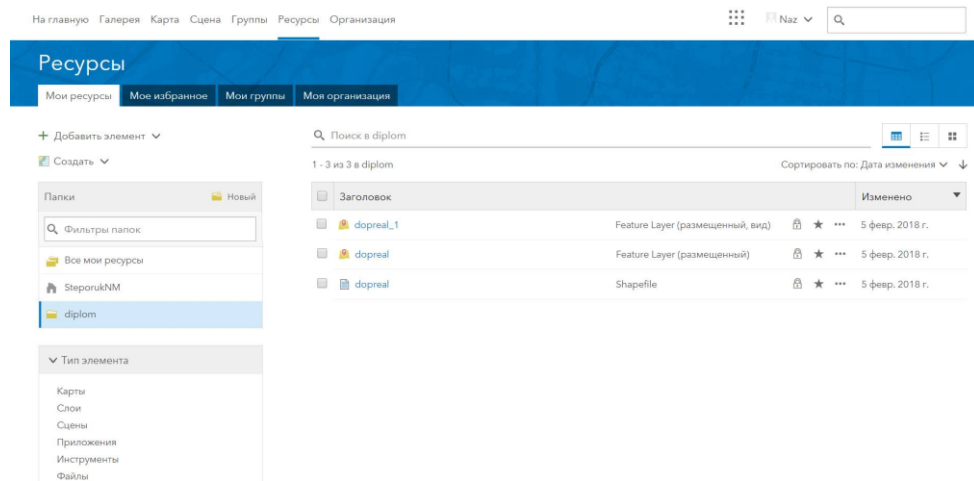 На главную Галерея Карта Сцена Группы Ресурсы Организация Naz
Ресурсы
Мои ресурсы Мое избранное Мои группы Моя организация
Добавить элемент
Поиск в diplom
Создать
1 - 3 из 3 в diplom Сортировать по: Дата изменения
Папки Новый
Заголовок Изменено
Фильтры папок
dopreal_1 Feature Layer (размещенный, вид) 5 февр. 2018 г.
Все мои ресурсы
dopreal Feature Layer (размещенный) 5 февр. 2018 г.
SteporukNM
dopreal Shapefile 5 февр. 2018 г.
diplom
Тип элемента
Карты
Слои
Сцены
Приложения
Инструменты
Файлы